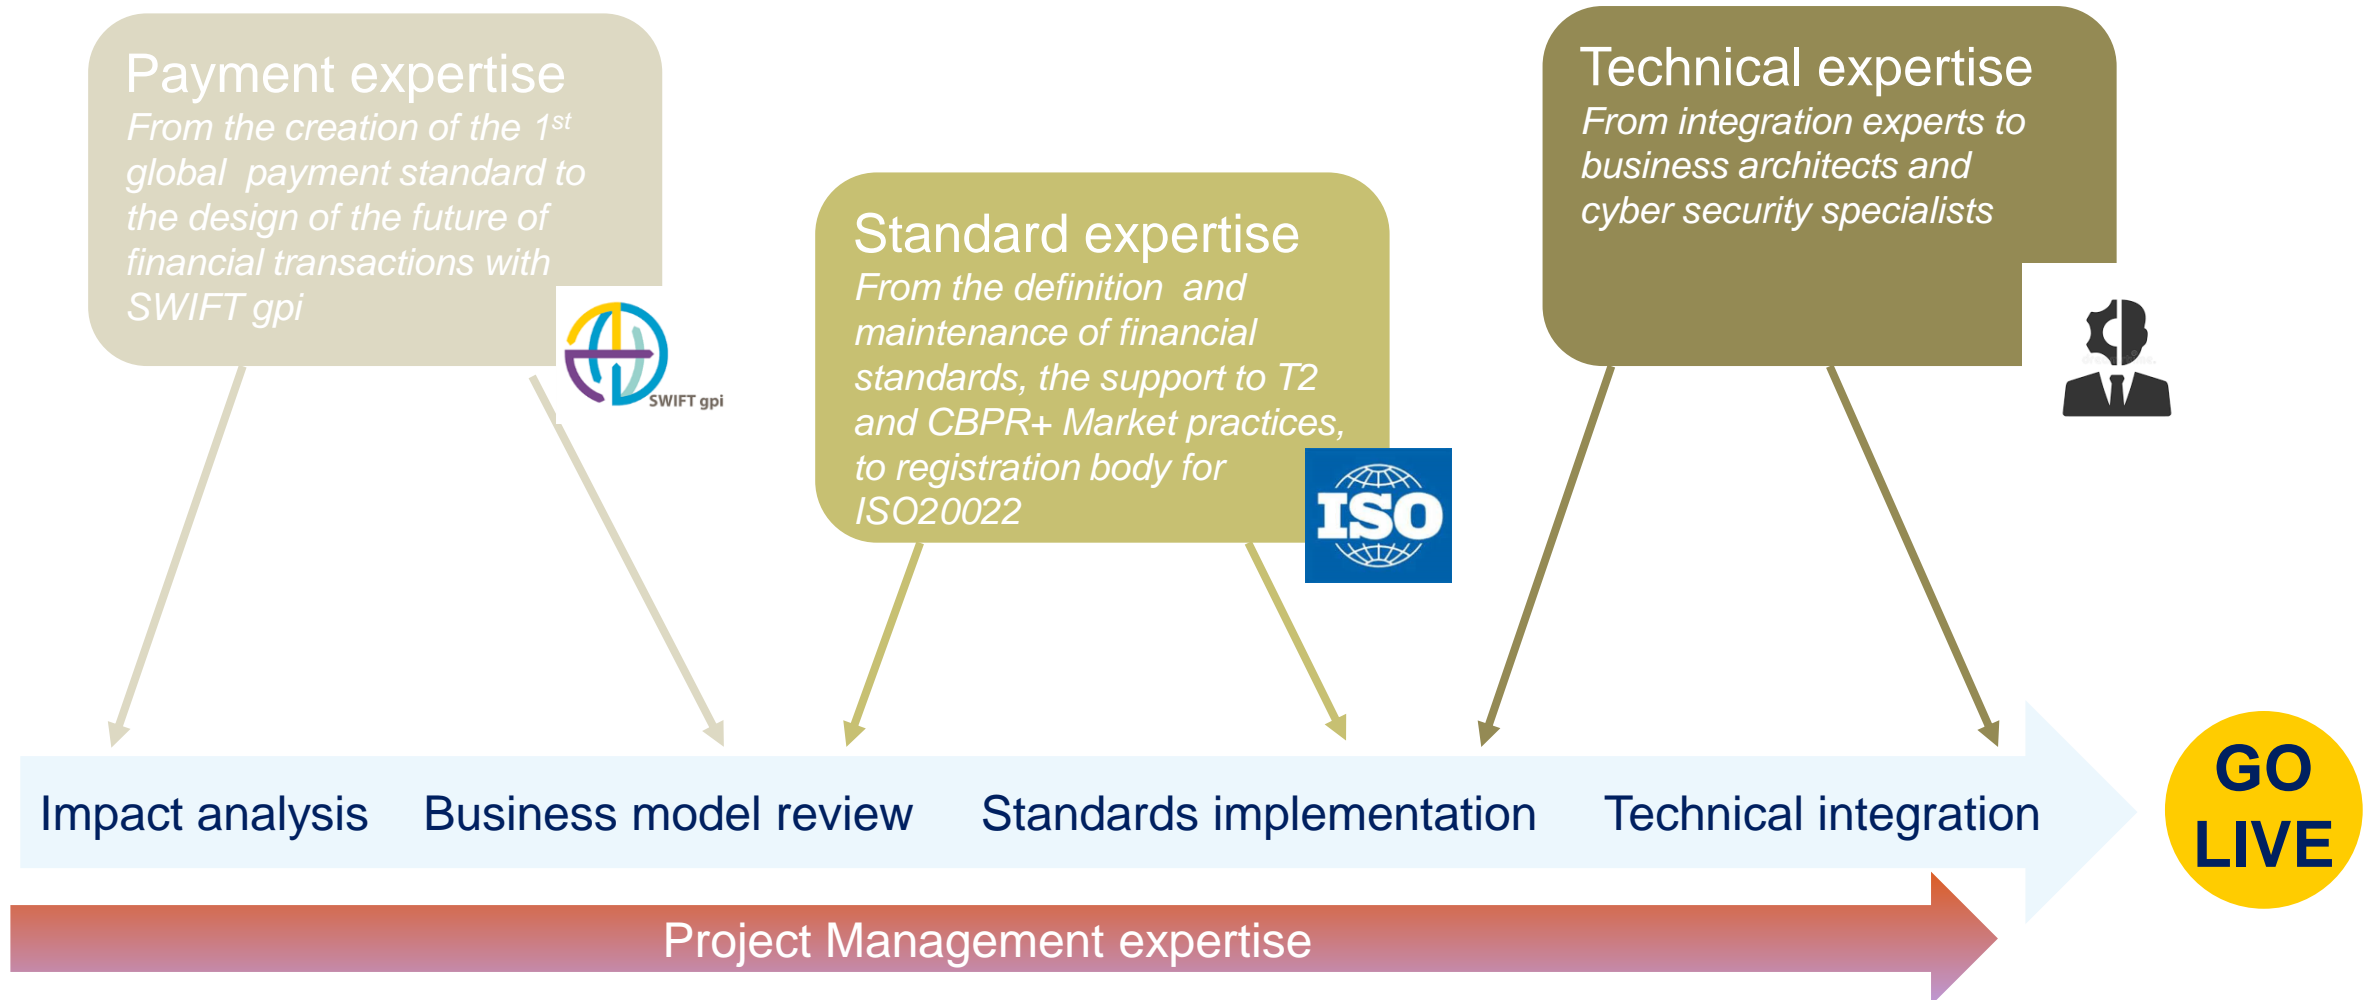 Payment expertise
From the creation of the 1st
global  payment standard to
the design of the future of
financial transactions with
SWIFT gpi
SWIFT gpi
Standard expertise
From the definition  and
maintenance of financial
standards, the support to T2
and CBPR+ Market practices,
to registration body for
ISO20022
ISO
Technical expertise
From integration experts to
business architects and
cyber security specialists
Impact analysis
Business model review
Standards implementation
Technical integration
GO
LIVE
Project Management expertise